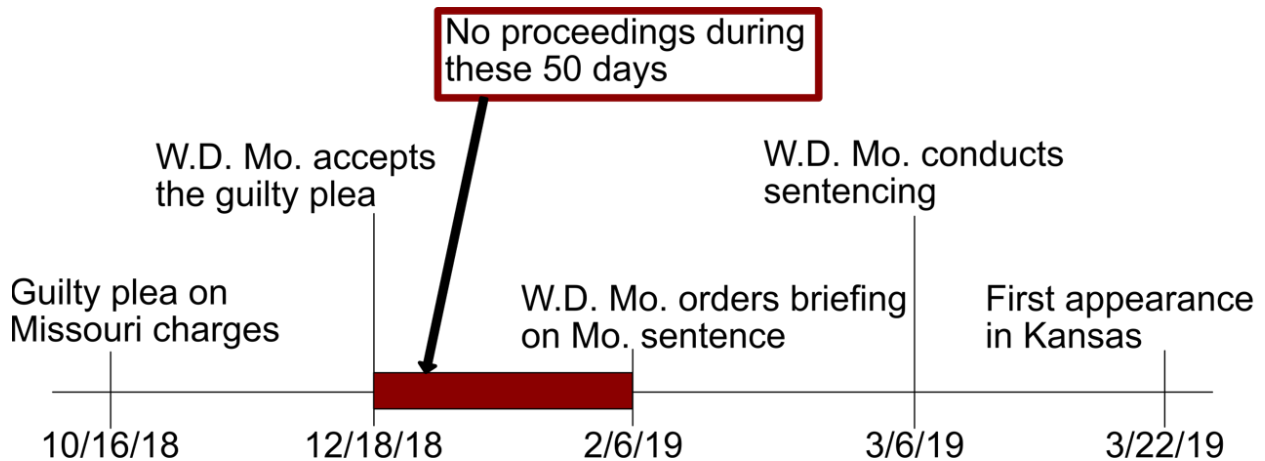 No proceedings during
these 50 days
W.D. Mo. accepts
the guilty plea
W.D. Mo. conducts
sentencing
Guilty plea on
Missouri charges
W.D. Mo. orders briefing
on Mo. sentence
First appearance
in Kansas
10/16/18
12/18/18
2/6/19
3/6/19
3/22/19